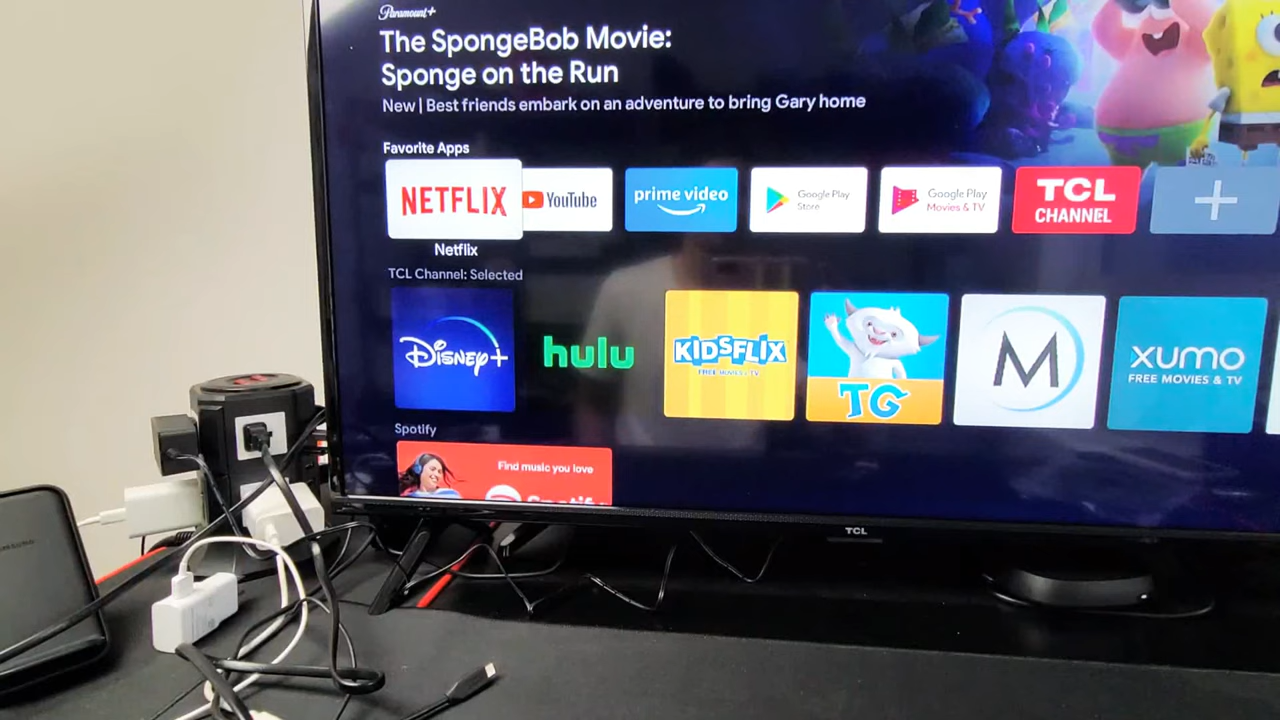 Paramount+
The SpongeBob Movie:
Sponge on the Run
New | Best friends embark on an adventure to bring Gary home
Favorite Apps
NETFLIX
YouTube
prime video
Google Play
Store
Google Play
Movies & TV
TCL
CHANNEL
Netflix
TCL Channel: Selected
Disney+
hulu
KIDSFLIX
FREE MOVIES & TV
TG
M
xumo
FREE MOVIES & TV
Spotify
Find music you love
Spotify
TCL
SAMSUNG